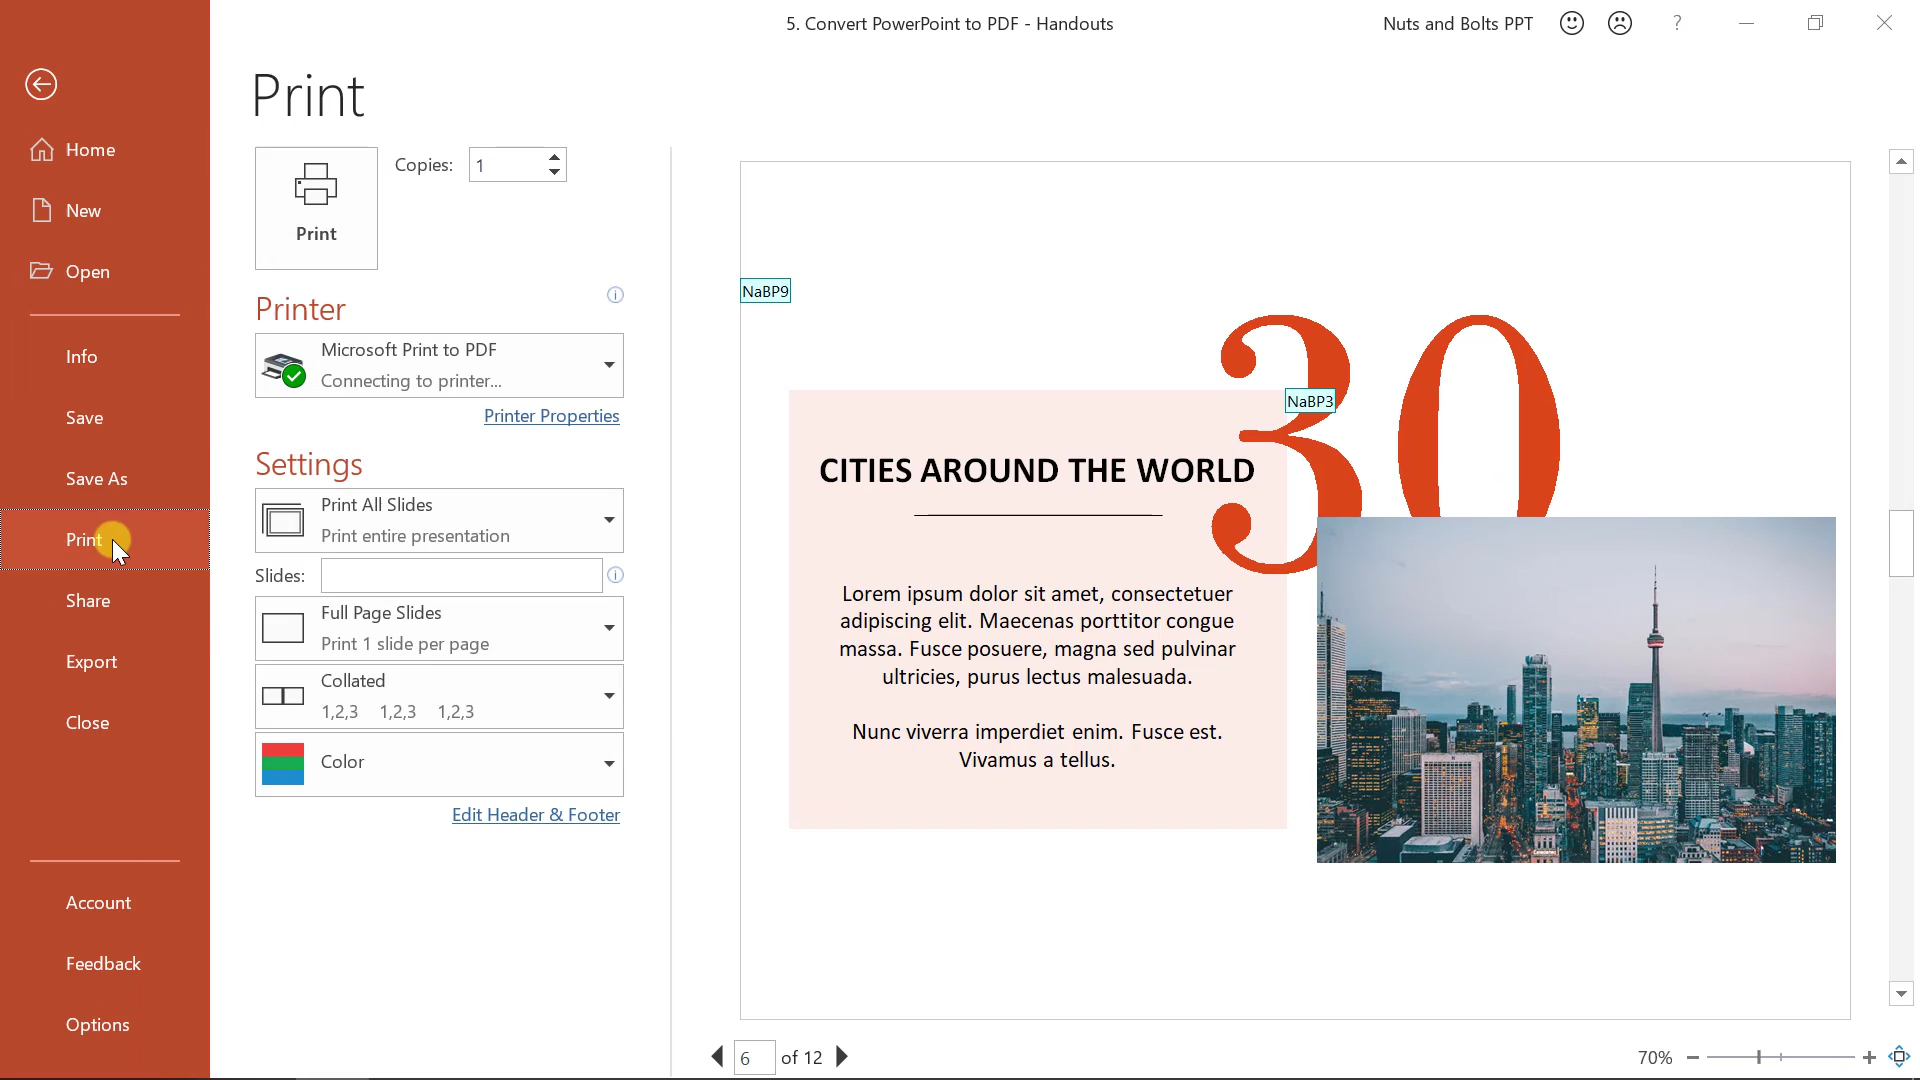 5. Convert PowerPoint to PDF - Handouts
Nuts and Bolts PPT
?
Home
New
Open
Info
Save
Save As
Print
Share
Export
Close
Account
Feedback
Options
Print
Print
Copies: 1
Printer
Microsoft Print to PDF
Connecting to printer...
Printer Properties
Settings
Print All Slides
Print entire presentation
Slides:
Full Page Slides
Print 1 slide per page
Collated
1,2,3 1,2,3 1,2,3
Color
Edit Header & Footer
NaBP9
30
NaBP3
CITIES AROUND THE WORLD
Lorem ipsum dolor sit amet, consectetuer
adipiscing elit. Maecenas porttitor congue
massa. Fusce posuere, magna sed pulvinar
ultricies, purus lectus malesuada.
Nunc viverra imperdiet enim. Fusce est.
Vivamus a tellus.
6 of 12
70%